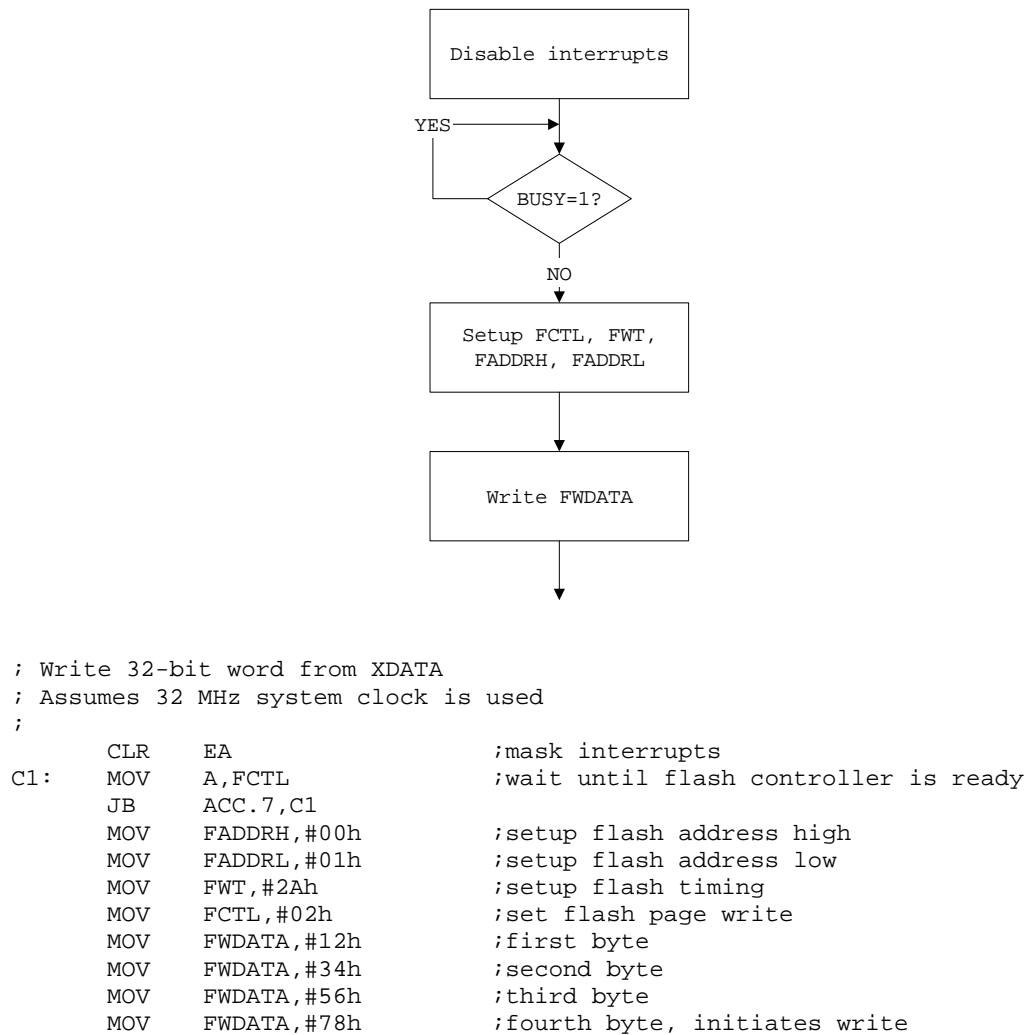 Disable interrupts
YES
BUSY=1?
NO
Setup FCTL, FWT,
FADDRH, FADDRL
Write FWDATA
; Write 32-bit word from XDATA
; Assumes 32 MHz system clock is used
;
CLR EA ;mask interrupts
C1: MOV A,FCTL ;wait until flash controller is ready
JB ACC.7,C1
MOV FADDRH,#00h ;setup flash address high
MOV FADDRL,#01h ;setup flash address low
MOV FWT,#2Ah ;setup flash timing
MOV FCTL,#02h ;set flash page write
MOV FWDATA,#12h ;first byte
MOV FWDATA,#34h ;second byte
MOV FWDATA,#56h ;third byte
MOV FWDATA,#78h ;fourth byte, initiates write